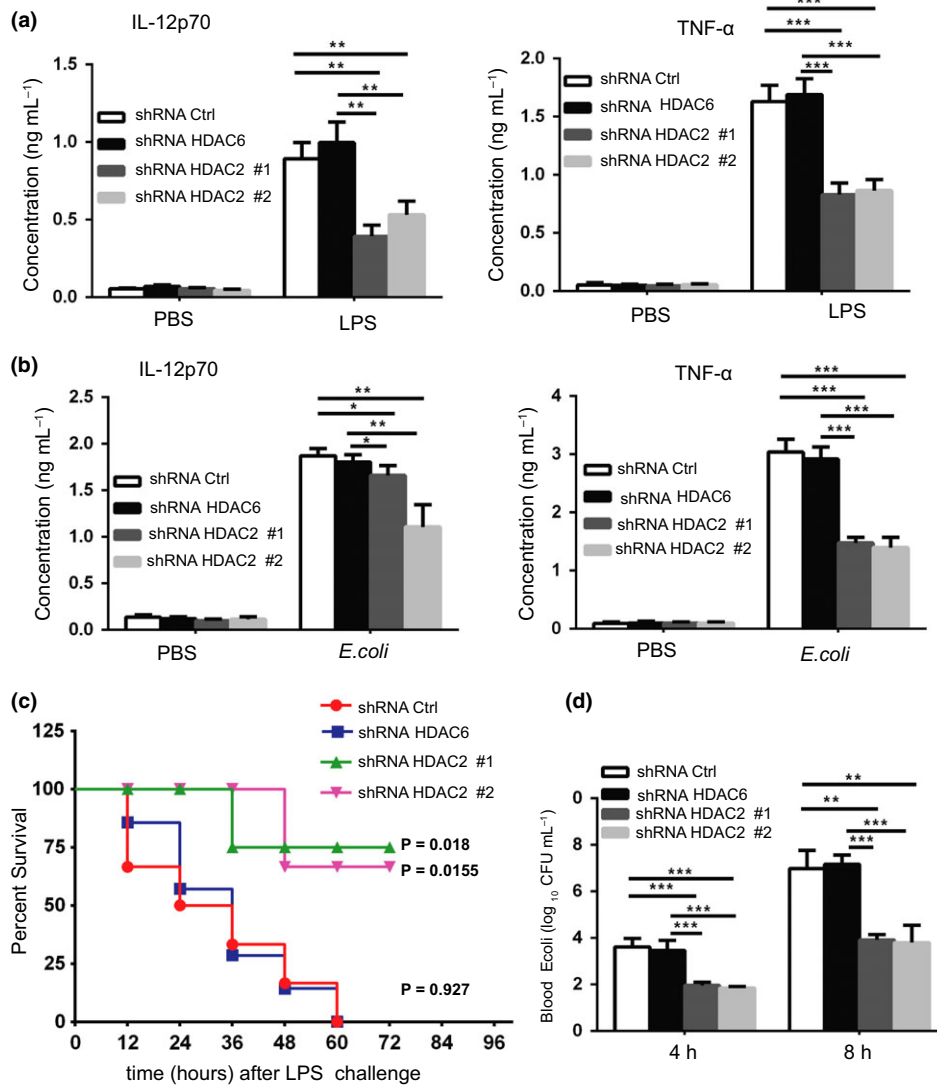 (a)
IL-12p70
Concentration (ng mL⁻¹)
1.5
1.0
0.5
0.0
shRNA Ctrl
shRNA HDAC6
shRNA HDAC2 #1
shRNA HDAC2 #2
**
**
**
**
PBS
LPS
TNF-α
Concentration (ng mL⁻¹)
2.0
1.5
1.0
0.5
0.0
shRNA Ctrl
shRNA HDAC6
shRNA HDAC2 #1
shRNA HDAC2 #2
***
***
***
***
PBS
LPS
(b)
IL-12p70
Concentration (ng mL⁻¹)
2.5
2.0
1.5
1.0
0.5
0.0
shRNA Ctrl
shRNA HDAC6
shRNA HDAC2 #1
shRNA HDAC2 #2
**
*
**
*
PBS
E.coli
TNF-α
Concentration (ng mL⁻¹)
4
3
2
1
0
shRNA Ctrl
shRNA HDAC6
shRNA HDAC2 #1
shRNA HDAC2 #2
***
***
***
***
PBS
E.coli
(c)
shRNA Ctrl
shRNA HDAC6
shRNA HDAC2 #1
shRNA HDAC2 #2
Percent Survival
125
100
75
50
25
0
P = 0.018
P = 0.0155
P = 0.927
0 12 24 36 48 60 72 84 96
time (hours) after LPS challenge
(d)
shRNA Ctrl
shRNA HDAC6
shRNA HDAC2 #1
shRNA HDAC2 #2
Blood Ecoli (log ₁₀ CFU mL⁻¹)
0
8
6
4
2
0
***
***
***
***
**
**
***
***
4 h
8 h